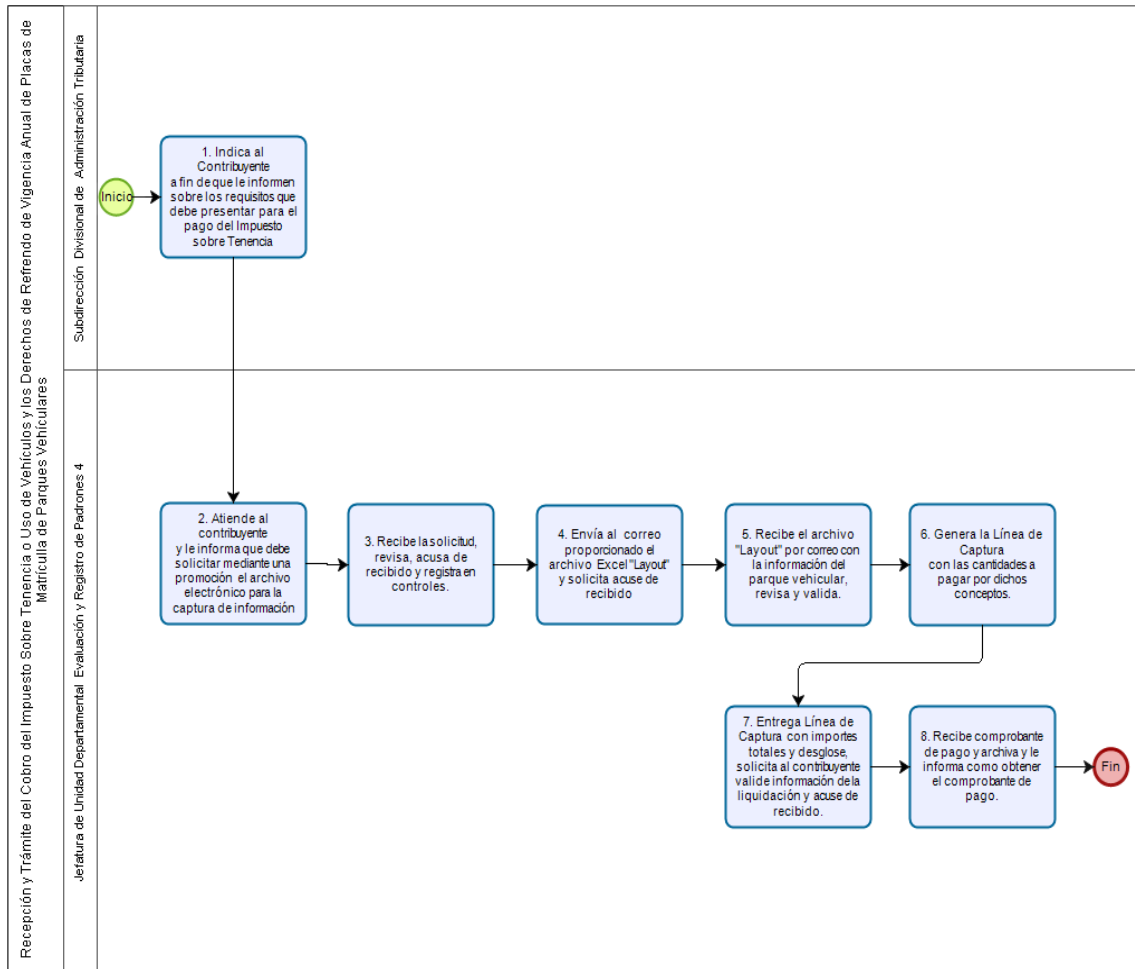 Recepción y Trámite del Cobro del Impuesto Sobre Tenencia o Uso de Vehículos y los Derechos de Refrendo de Vigencia Anual de Placas de
Matrículla de Parques Vehículares
Subdirección Divisional de Administración Tributaria
Inicio
1. Indica al
Contribuyente
a fin de que le informen
sobre los requisitos que
debe presentar para el
pago del Impuesto
sobre Tenencia
Jefatura de Unidad Departamental Evaluación y Registro de Padrones 4
2. Atiende al
contribuyente
y le informa que debe
solicitar mediante una
promoción el archivo
electrónico para la
captura de información
3. Recibe la solicitud,
revisa, acusa de
recibido y registra en
controles.
4. Envía al correo
proporcionado el
archivo Excel "Layout"
y solicita acuse de
recibido
5. Recibe el archivo
"Layout" por correo con
la información del
parque vehicular,
revisa y valida.
6. Genera la Línea de
Captura
con las cantidades a
pagar por dichos
conceptos.
7. Entrega Línea de
Captura con importes
totales y desglose,
solicita al contribuyente
valide información de la
liquidación y acuse de
recibido.
8. Recibe comprobante
de pago y archiva y le
informa como obtener
el comprobante de
pago.
Fin